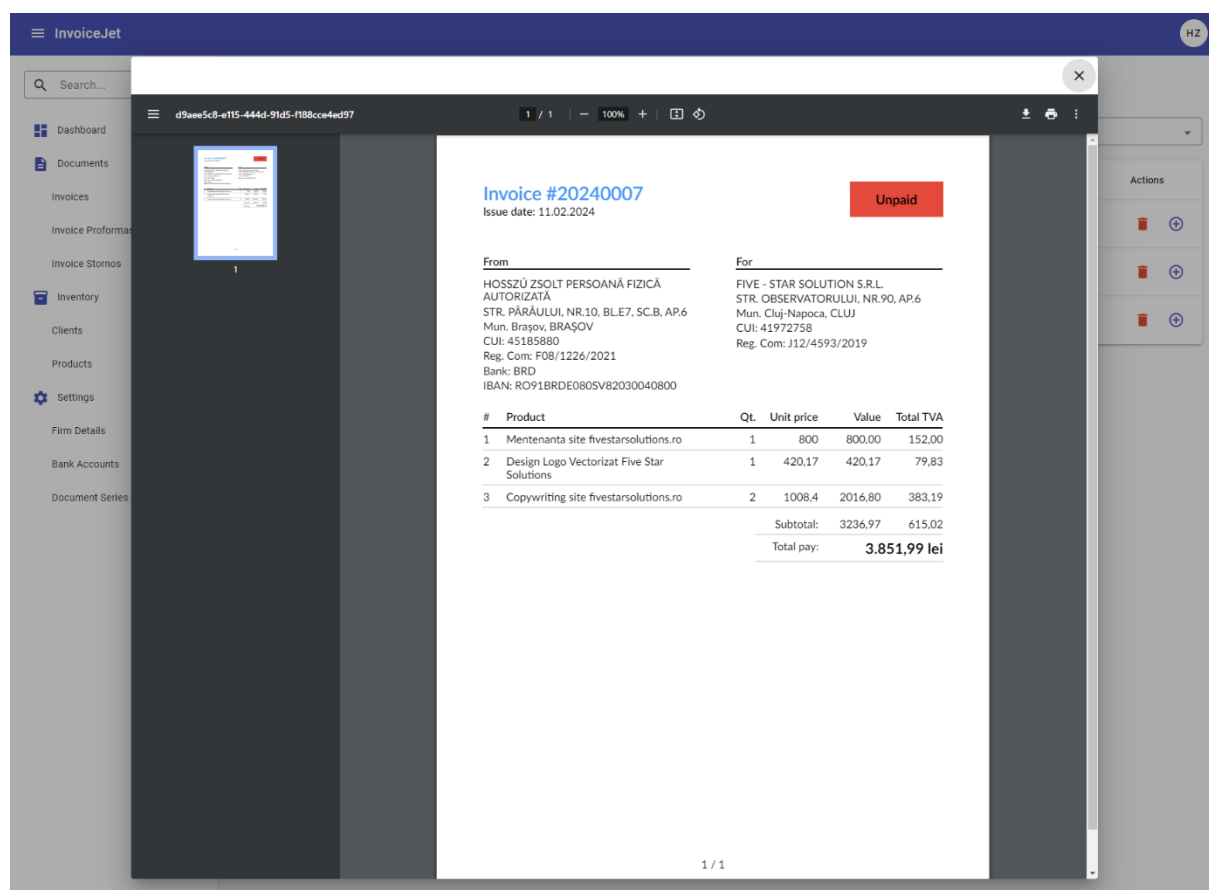 InvoiceJet
HZ
Search...
Dashboard
Documents
Invoices
Invoice Proformas
Invoice Stornos
Inventory
Clients
Products
Settings
Firm Details
Bank Accounts
Document Series
d9aee5c8-e115-444d-91d5-f188cce4ed97
1 / 1
100%
1
Invoice #20240007
Issue date: 11.02.2024
Unpaid
From
HOSSZÚ ZSOLT PERSOANĂ FIZICĂ
AUTORIZATĂ
STR. PÂRÂULUI, NR.10, BL.E7, SC.B, AP.6
Mun. Braşov, BRAŞOV
CUI: 45185880
Reg. Com: F08/1226/2021
Bank: BRD
IBAN: RO91BRDE080SV82030040800
For
FIVE - STAR SOLUTION S.R.L.
STR. OBSERVATORULUI, NR.90, AP.6
Mun. Cluj-Napoca, CLUJ
CUI: 41972758
Reg. Com: J12/4593/2019
# Product Qt. Unit price Value Total TVA
1 Mentenanta site fivestarsolutions.ro 1 800 800,00 152,00
2 Design Logo Vectorizat Five Star 1 420,17 420,17 79,83
Solutions
3 Copywriting site fivestarsolutions.ro 2 1008,4 2016,80 383,19
Subtotal: 3236,97 615,02
Total pay: 3.851,99 lei
1 / 1
Actions